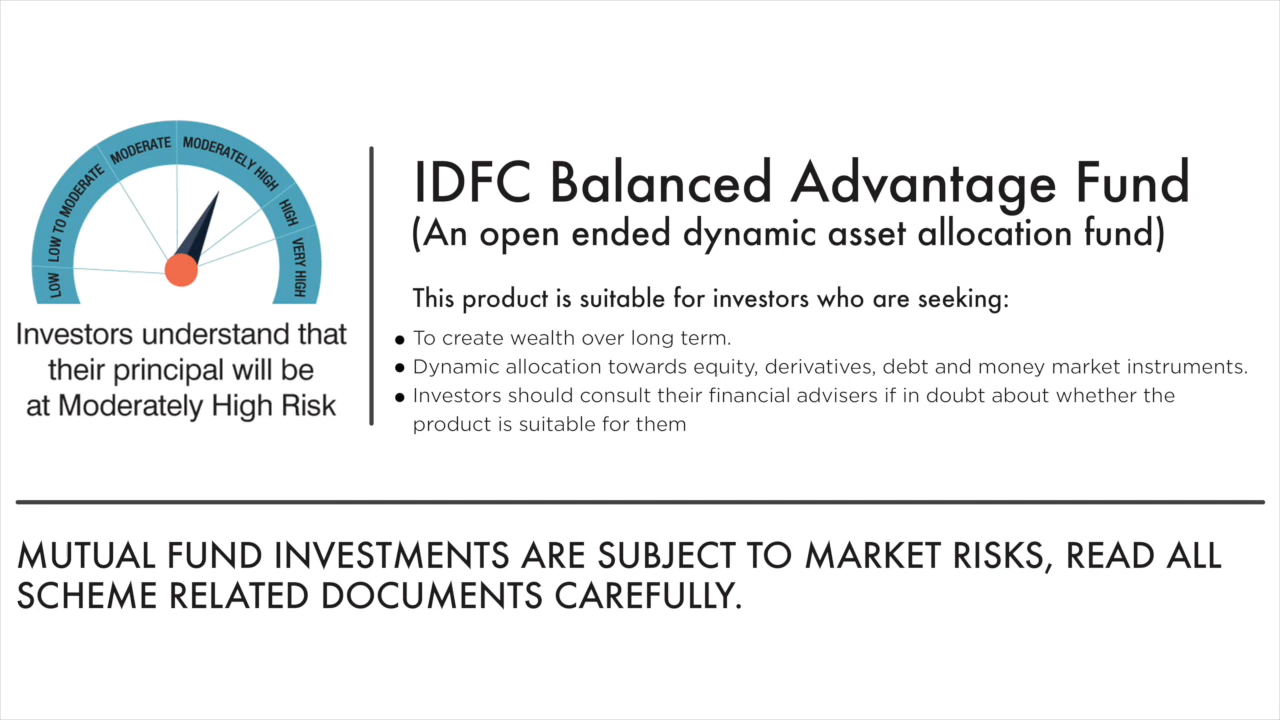 LOW
LOW TO MODERATE
MODERATE
MODERATELY HIGH
HIGH
VERY HIGH
Investors understand that
their principal will be
at Moderately High Risk
IDFC Balanced Advantage Fund
(An open ended dynamic asset allocation fund)
This product is suitable for investors who are seeking:
● To create wealth over long term.
● Dynamic allocation towards equity, derivatives, debt and money market instruments.
● Investors should consult their financial advisers if in doubt about whether the
product is suitable for them
MUTUAL FUND INVESTMENTS ARE SUBJECT TO MARKET RISKS, READ ALL
SCHEME RELATED DOCUMENTS CAREFULLY.